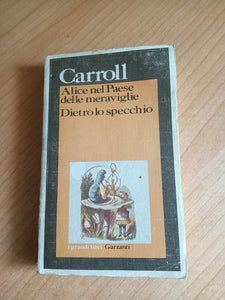 Carroll
Alice nel Paese
delle meraviglie
Dietro lo specchio
i grandi libri Garzanti